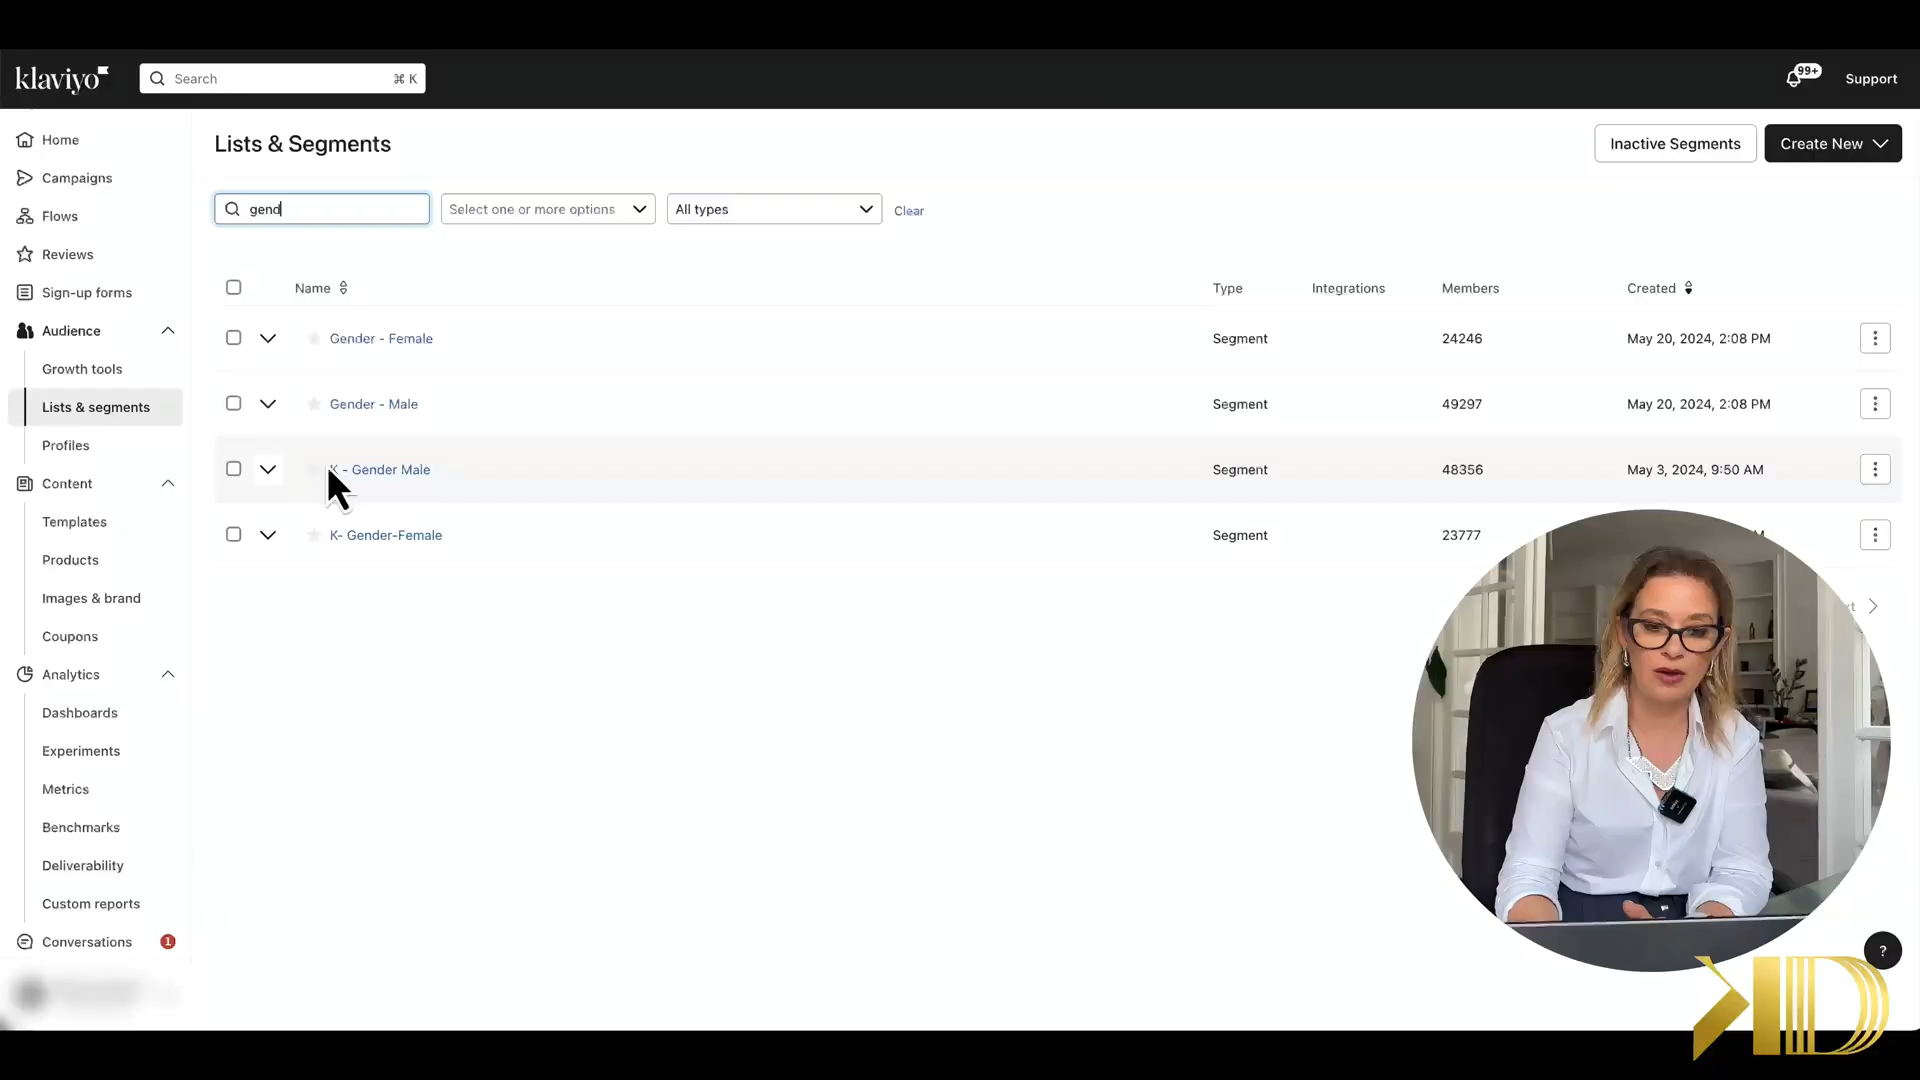 klaviyo
Search
⌘ K
99+
Support
Home
Campaigns
Flows
Reviews
Sign-up forms
Audience
Growth tools
Lists & segments
Profiles
Content
Templates
Products
Images & brand
Coupons
Analytics
Dashboards
Experiments
Metrics
Benchmarks
Deliverability
Custom reports
Conversations 1
Lists & Segments
Inactive Segments
Create New
gend
Select one or more options
All types
Clear
Name Type Integrations Members Created
Gender - Female Segment 24246 May 20, 2024, 2:08 PM
Gender - Male Segment 49297 May 20, 2024, 2:08 PM
K - Gender Male Segment 48356 May 3, 2024, 9:50 AM
K- Gender-Female Segment 23777
?
KD